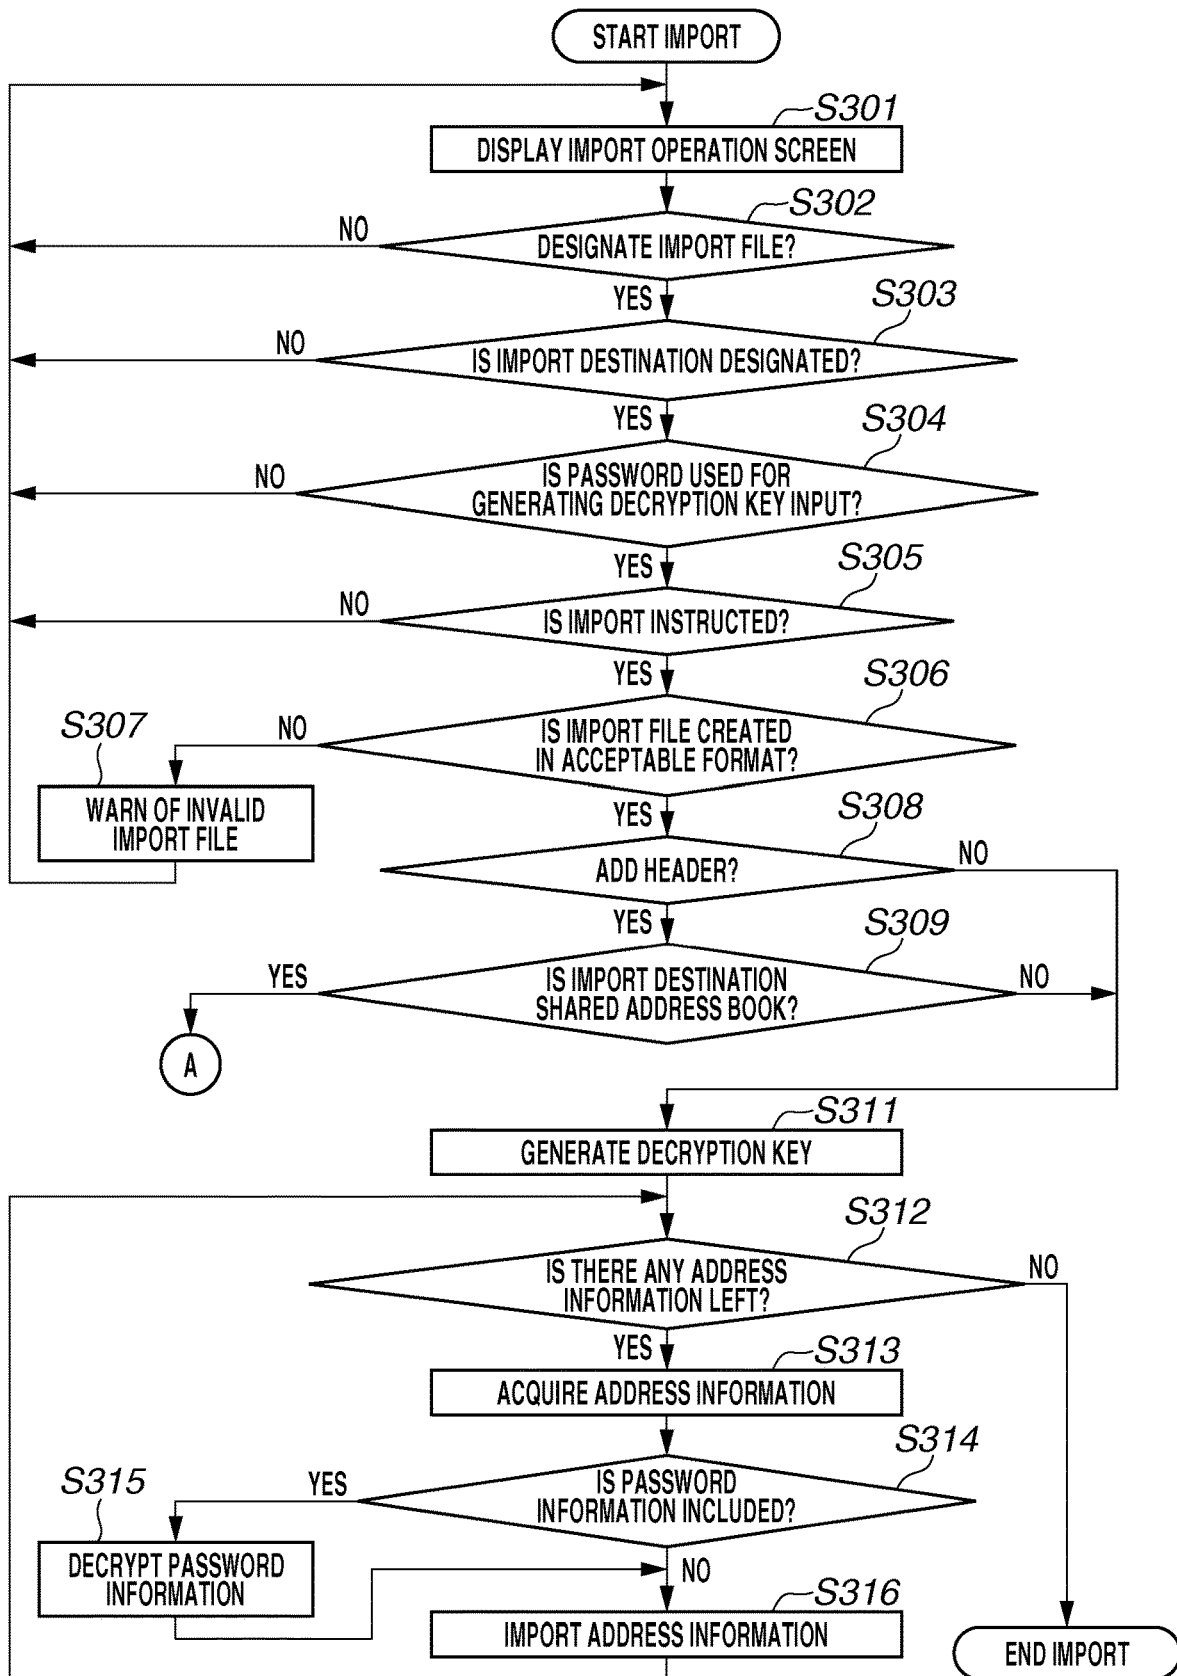 START IMPORT
S301
DISPLAY IMPORT OPERATION SCREEN
S302
NO
DESIGNATE IMPORT FILE?
YES
S303
NO
IS IMPORT DESTINATION DESIGNATED?
YES
S304
NO
IS PASSWORD USED FOR
GENERATING DECRYPTION KEY INPUT?
YES
S305
NO
IS IMPORT INSTRUCTED?
YES
S306
S307
NO
IS IMPORT FILE CREATED
IN ACCEPTABLE FORMAT?
WARN OF INVALID
IMPORT FILE
YES
S308
NO
ADD HEADER?
YES
S309
YES
IS IMPORT DESTINATION
SHARED ADDRESS BOOK?
NO
A
S311
GENERATE DECRYPTION KEY
S312
IS THERE ANY ADDRESS
INFORMATION LEFT?
NO
YES
S313
ACQUIRE ADDRESS INFORMATION
S314
S315
YES
IS PASSWORD
INFORMATION INCLUDED?
DECRYPT PASSWORD
INFORMATION
NO
S316
IMPORT ADDRESS INFORMATION
END IMPORT